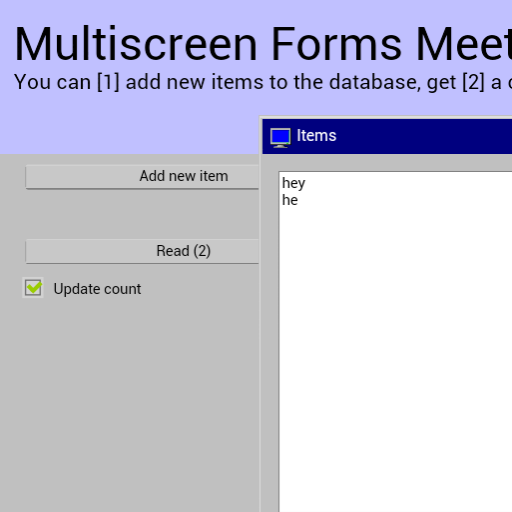 Multiscreen Forms Meet
You can [1] add new items to the database, get [2] a
Items
hey
he
Add new item
Read (2)
Update count